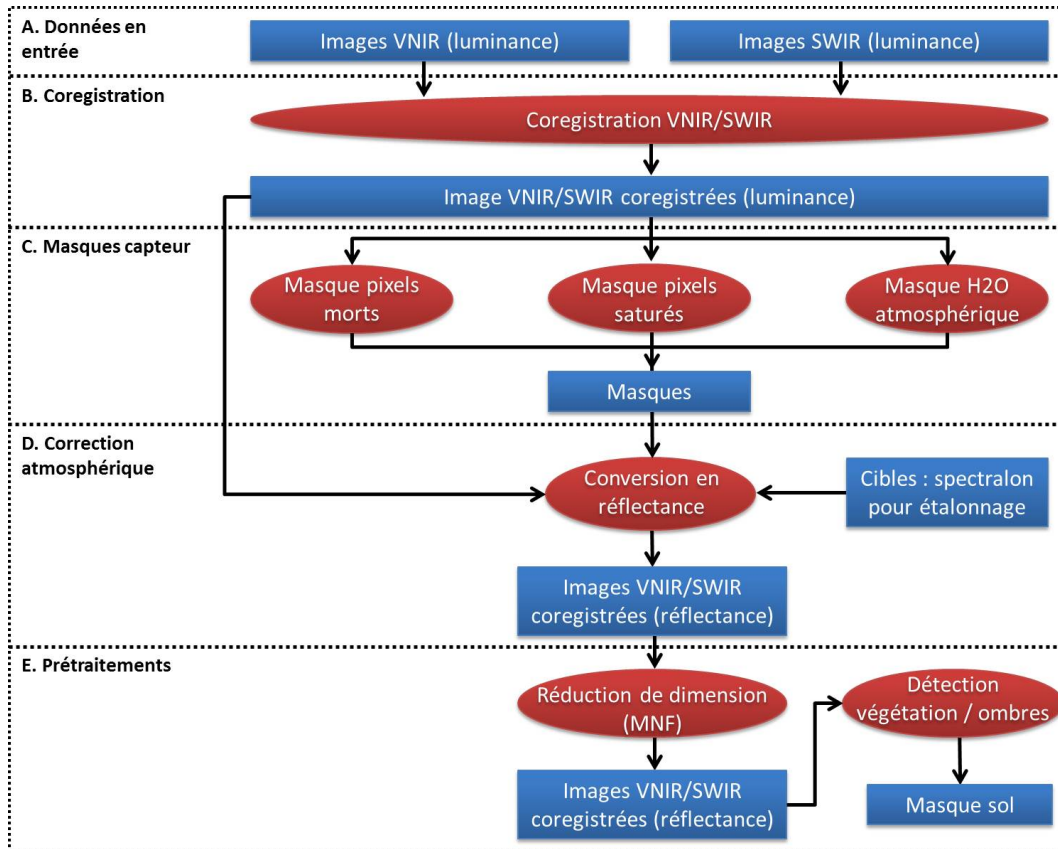 A. Données en
entrée
Images VNIR (luminance)
Images SWIR (luminance)
B. Coregistration
Coregistration VNIR/SWIR
Image VNIR/SWIR coregistrées (luminance)
C. Masques capteur
Masque pixels
morts
Masque pixels
saturés
Masque H2O
atmosphérique
Masques
D. Correction
atmosphérique
Conversion en
réflectance
Cibles : spectralon
pour étalonnage
Images VNIR/SWIR
coregistrées (réflectance)
E. Prétraitements
Réduction de dimension
(MNF)
Détection
végétation / ombres
Images VNIR/SWIR
coregistrées (réflectance)
Masque sol